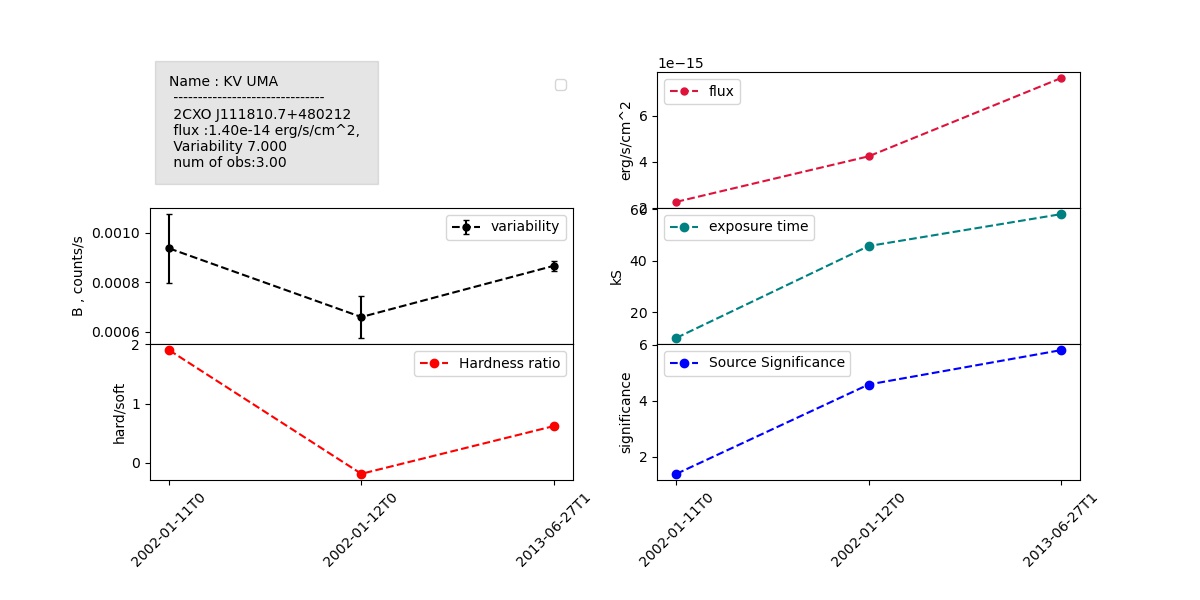 Name : KV UMA
-------------------------------
2CXO J111810.7+480212
flux :1.40e-14 erg/s/cm^2,
Variability 7.000
num of obs:3.00
B , counts/s
0.0010
0.0008
0.0006
variability
hard/soft
2
1
0
Hardness ratio
2002-01-11T0
2002-01-12T0
2013-06-27T1
1e−15
erg/s/cm^2
6
4
2
flux
kS
60
40
20
exposure time
significance
6
4
2
Source Significance
2002-01-11T0
2002-01-12T0
2013-06-27T1